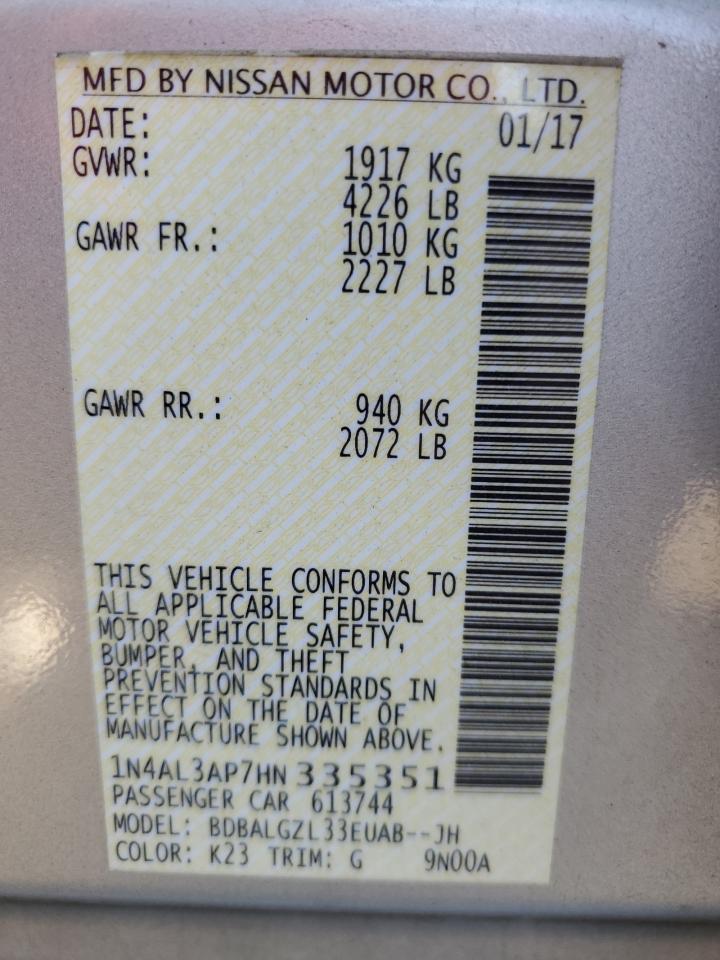 MFD BY NISSAN MOTOR CO., LTD.
DATE: 01/17
GVWR: 1917 KG
4226 LB
GAWR FR.: 1010 KG
2227 LB
GAWR RR.: 940 KG
2072 LB
THIS VEHICLE CONFORMS TO
ALL APPLICABLE FEDERAL
MOTOR VEHICLE SAFETY,
BUMPER, AND THEFT
PREVENTION STANDARDS IN
EFFECT ON THE DATE OF
MANUFACTURE SHOWN ABOVE.
1N4AL3AP7HN 335351
PASSENGER CAR 613744
MODEL: BDBALGZL33EUAB--JH
COLOR: K23 TRIM: G 9N00A